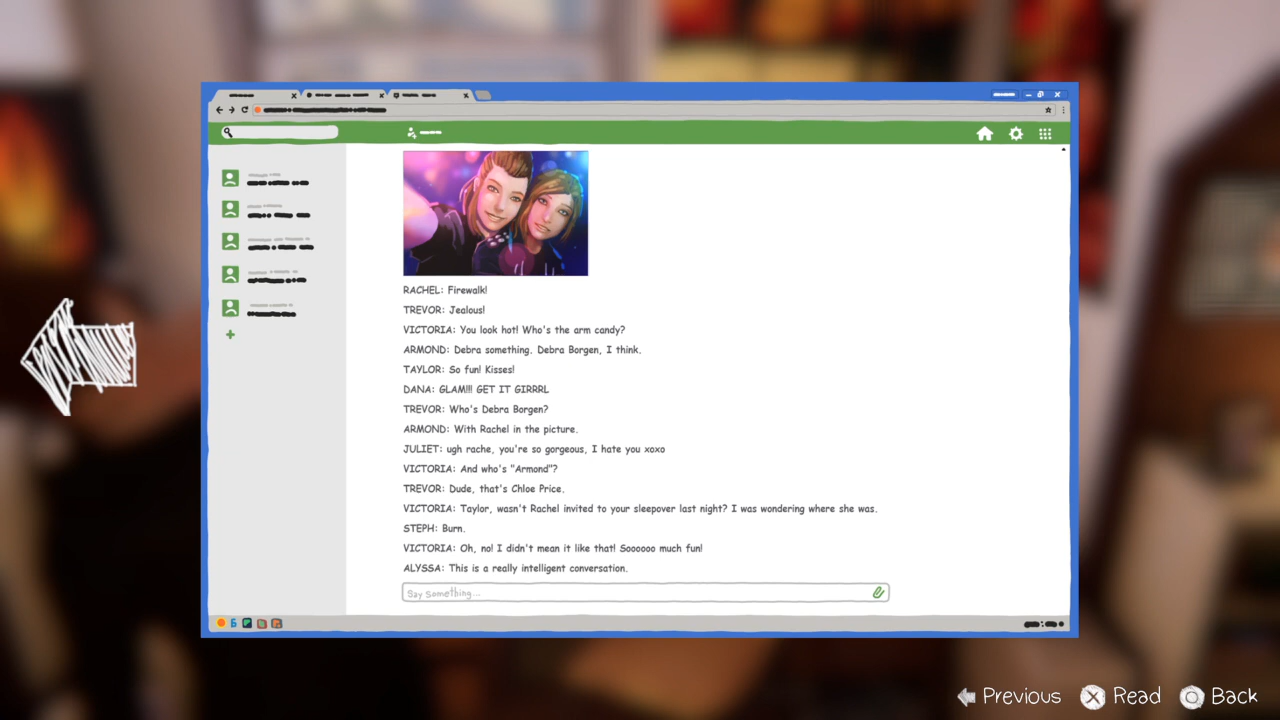 RACHEL: Firewalk!
TREVOR: Jealous!
VICTORIA: You look hot! Who's the arm candy?
ARMOND: Debra something. Debra Borgen, I think.
TAYLOR: So fun! Kisses!
DANA: GLAM!!! GET IT GIRRRL
TREVOR: Who's Debra Borgen?
ARMOND: With Rachel in the picture.
JULIET: ugh rache, you're so gorgeous, I hate you xoxo
VICTORIA: And who's "Armond"?
TREVOR: Dude, that's Chloe Price.
VICTORIA: Taylor, wasn't Rachel invited to your sleepover last night? I was wondering where she was.
STEPH: Burn.
VICTORIA: Oh, no! I didn't mean it like that! Soooooo much fun!
ALYSSA: This is a really intelligent conversation.
Say Something...
Previous Read Back